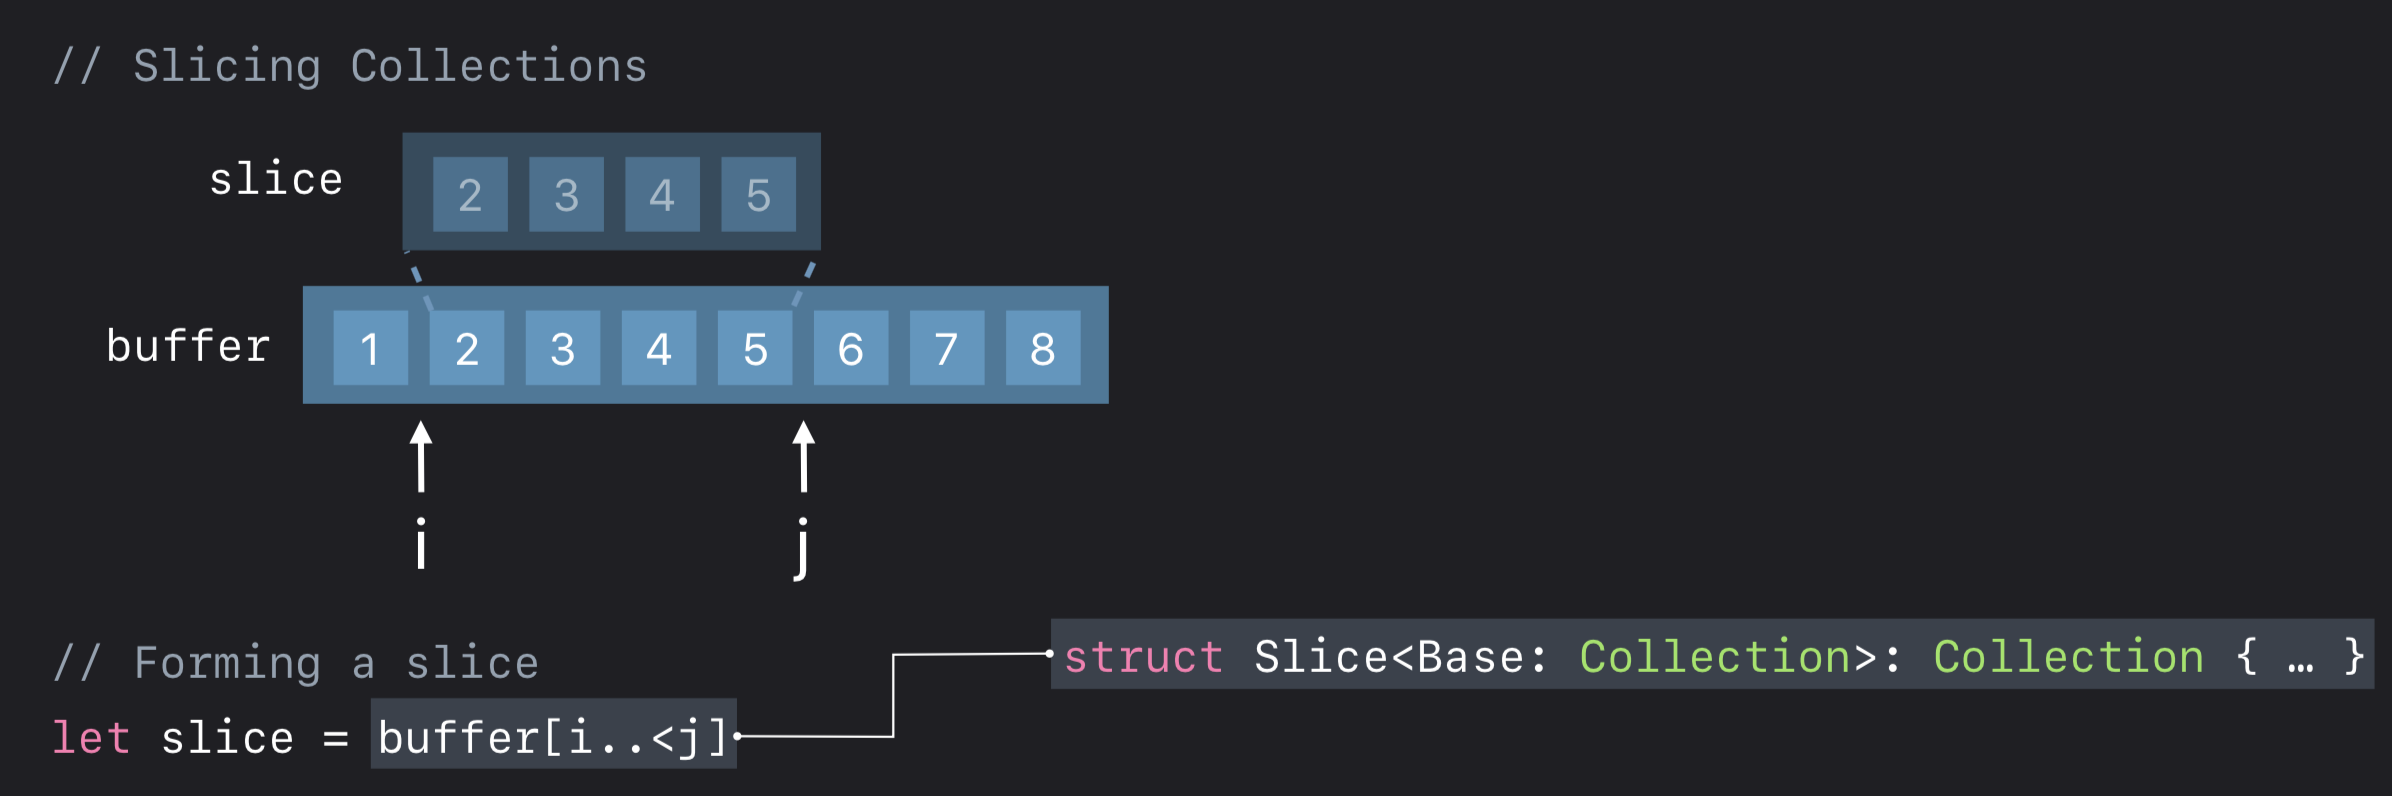 // Slicing Collections
slice 2 3 4 5
buffer 1 2 3 4 5 6 7 8
i j
struct Slice<Base: Collection>: Collection { … }
// Forming a slice
let slice = buffer[i..<j]